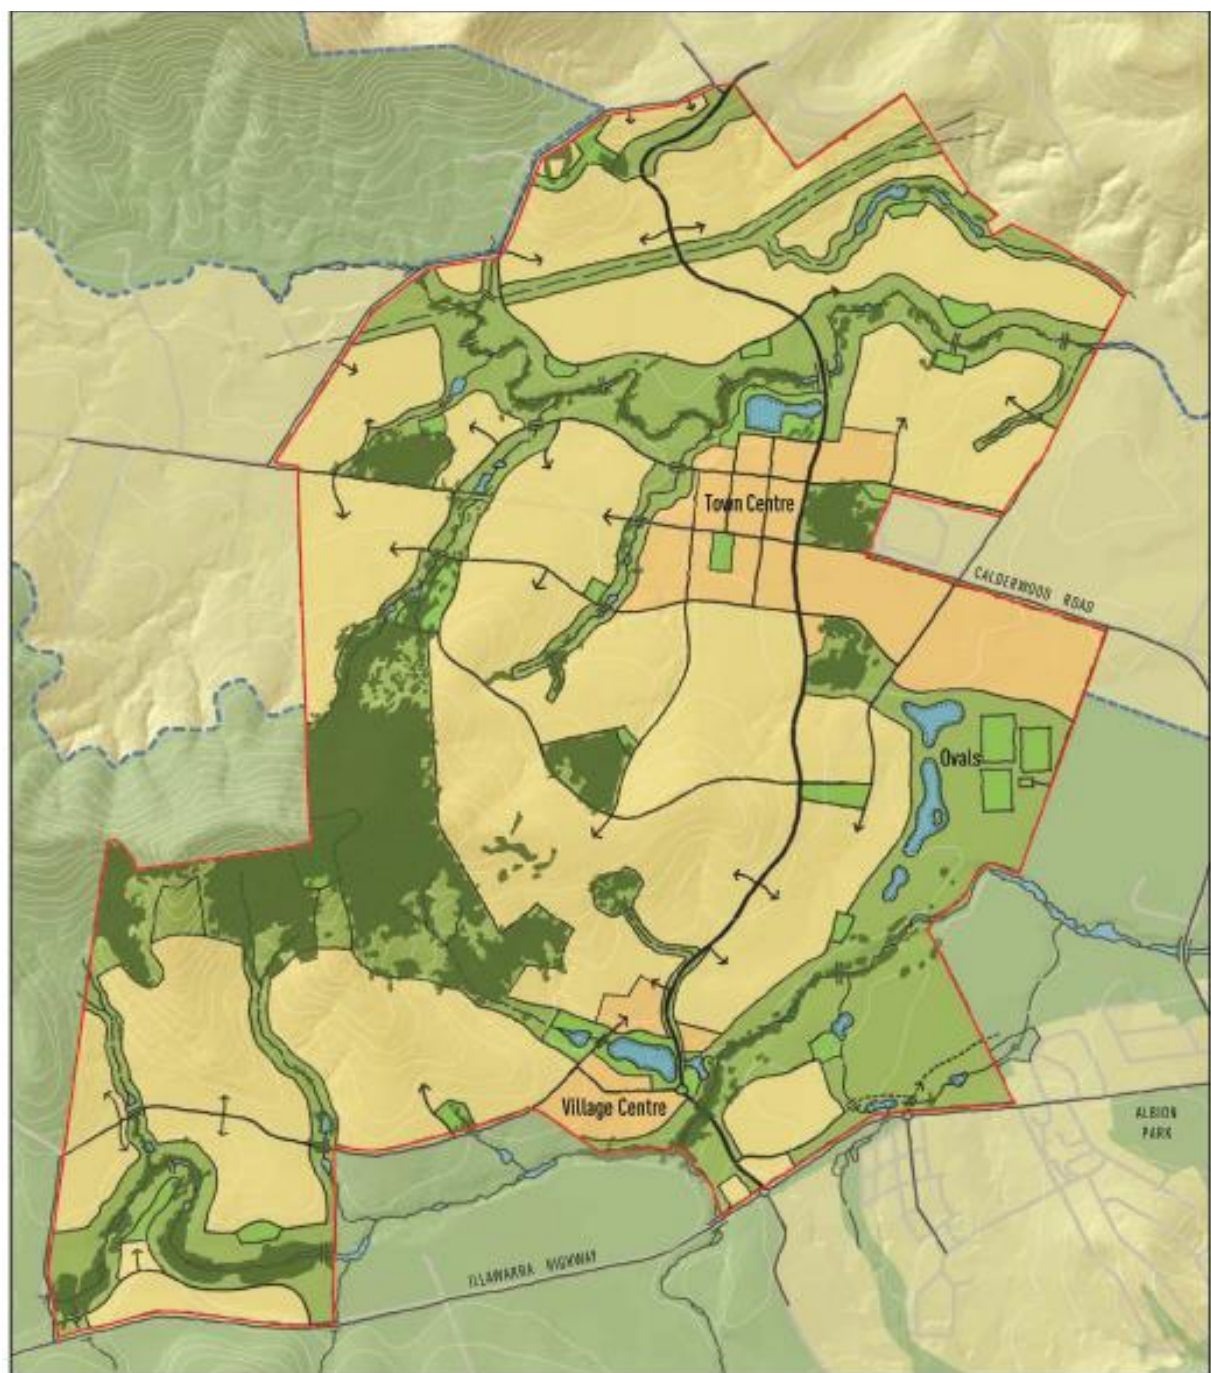 Town Centre
CALDERWOOD ROAD
Ovals
Village Centre
ALBION
PARK
ILLAWARRA HIGHWAY